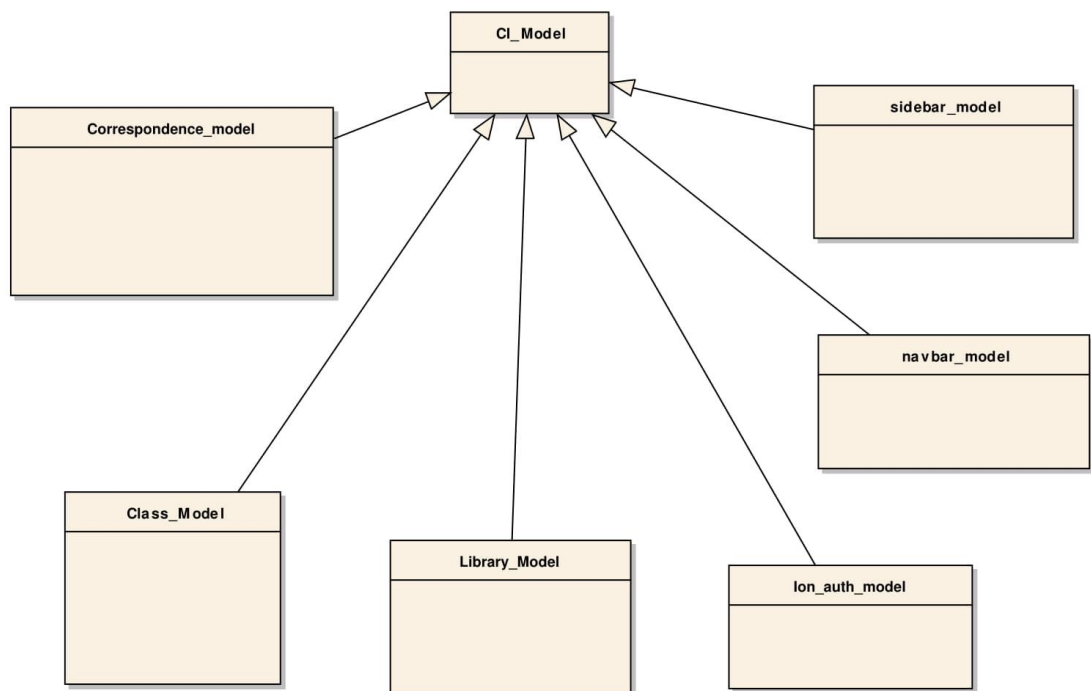 CI_Model
sidebar_model
Correspondence_model
navbar_model
Class_Model
Library_Model
Ion_auth_model